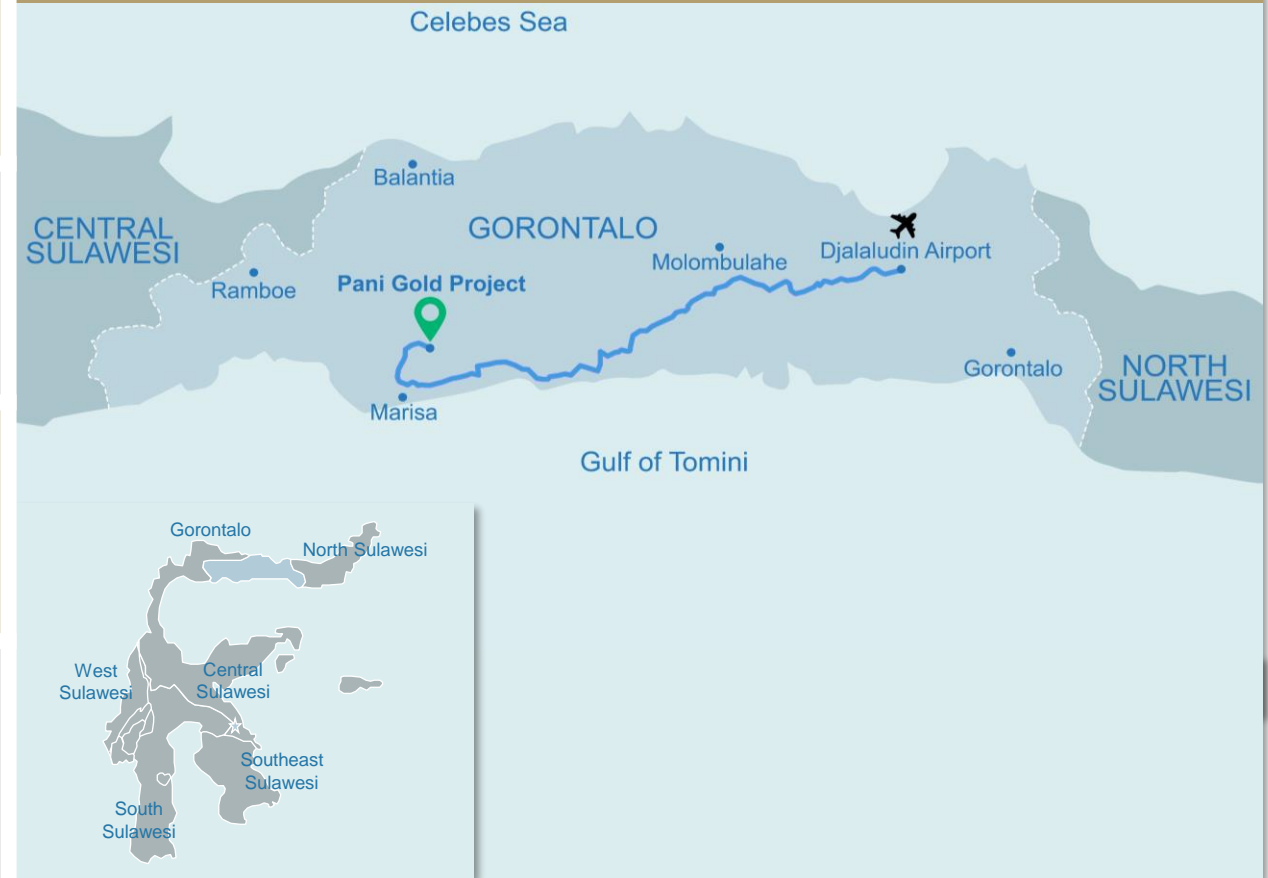 Celebes Sea
Balantia
CENTRAL
SULAWESI
GORONTALO
Molombulahe
Djalaludin Airport
Ramboe
Pani Gold Project
Gorontalo
NORTH
SULAWESI
Marisa
Gulf of Tomini
Gorontalo
North Sulawesi
West
Sulawesi
Central
Sulawesi
Southeast
Sulawesi
South
Sulawesi